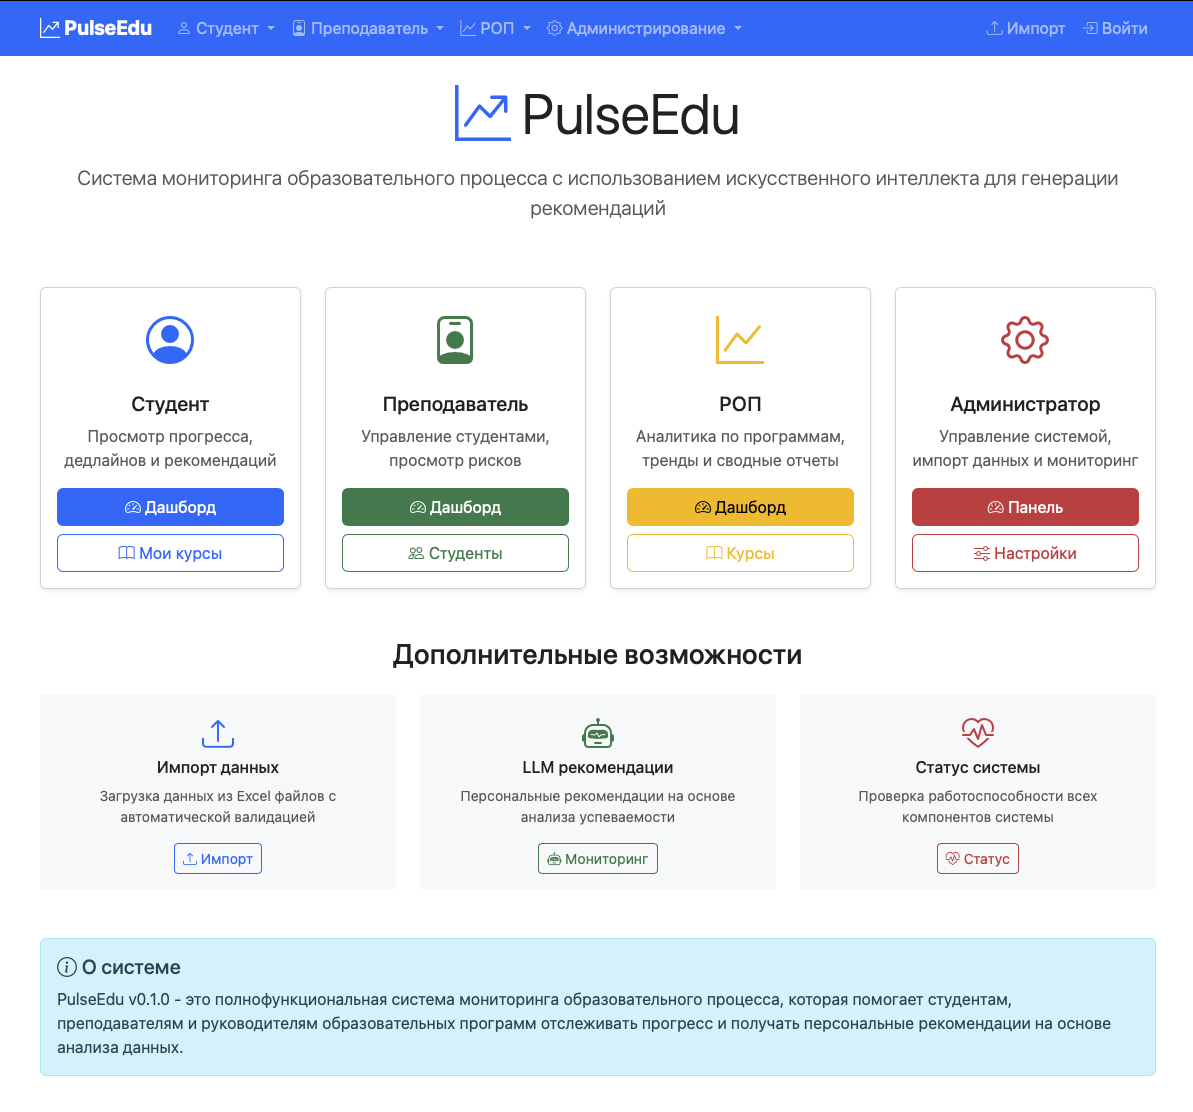 PulseEdu Студент Преподаватель РОП Администрирование Импорт Войти
PulseEdu
Система мониторинга образовательного процесса с использованием искусственного интеллекта для генерации
рекомендаций
Студент
Просмотр прогресса,
дедлайнов и рекомендаций
Дашборд
Мои курсы
Преподаватель
Управление студентами,
просмотр рисков
Дашборд
Студенты
РОП
Аналитика по программам,
тренды и сводные отчеты
Дашборд
Курсы
Администратор
Управление системой,
импорт данных и мониторинг
Панель
Настройки
Дополнительные возможности
Импорт данных
Загрузка данных из Excel файлов с
автоматической валидацией
Импорт
LLM рекомендации
Персональные рекомендации на основе
анализа успеваемости
Мониторинг
Статус системы
Проверка работоспособности всех
компонентов системы
Статус
О системе
PulseEdu v0.1.0 - это полнофункциональная система мониторинга образовательного процесса, которая помогает студентам,
преподавателям и руководителям образовательных программ отслеживать прогресс и получать персональные рекомендации на основе
анализа данных.